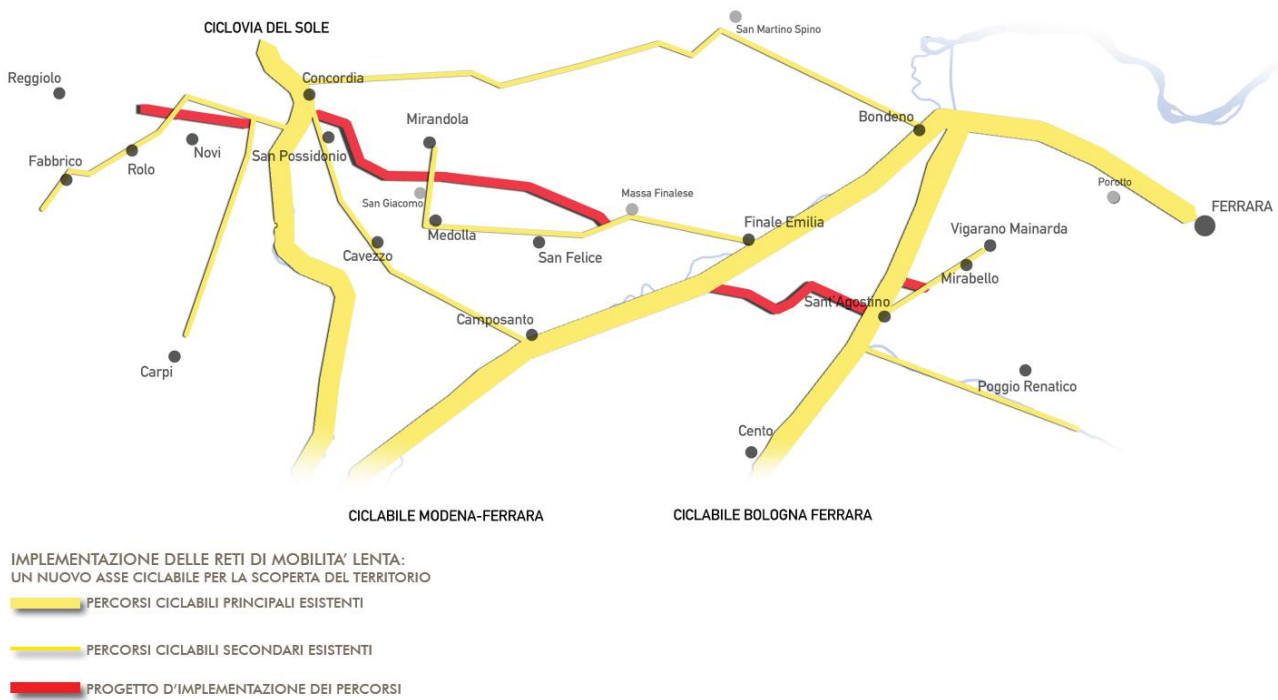 CICLOVIA DEL SOLE
San Martino Spino
Reggiolo
Concordia
Mirandola
Bondeno
Novi
San Possidonio
Fabbrico
Rolo
Porotto
San Giacomo
Massa Finalese
FERRARA
Medolla
Finale Emilia
Vigarano Mainarda
Cavezzo
San Felice
Mirabello
Sant'Agostino
Camposanto
Carpi
Poggio Renatico
Cento
CICLABILE MODENA-FERRARA
CICLABILE BOLOGNA FERRARA
IMPLEMENTAZIONE DELLE RETI DI MOBILITA' LENTA:
UN NUOVO ASSE CICLABILE PER LA SCOPERTA DEL TERRITORIO
PERCORSI CICLABILI PRINCIPALI ESISTENTI
PERCORSI CICLABILI SECONDARI ESISTENTI
PROGETTO D'IMPLEMENTAZIONE DEI PERCORSI